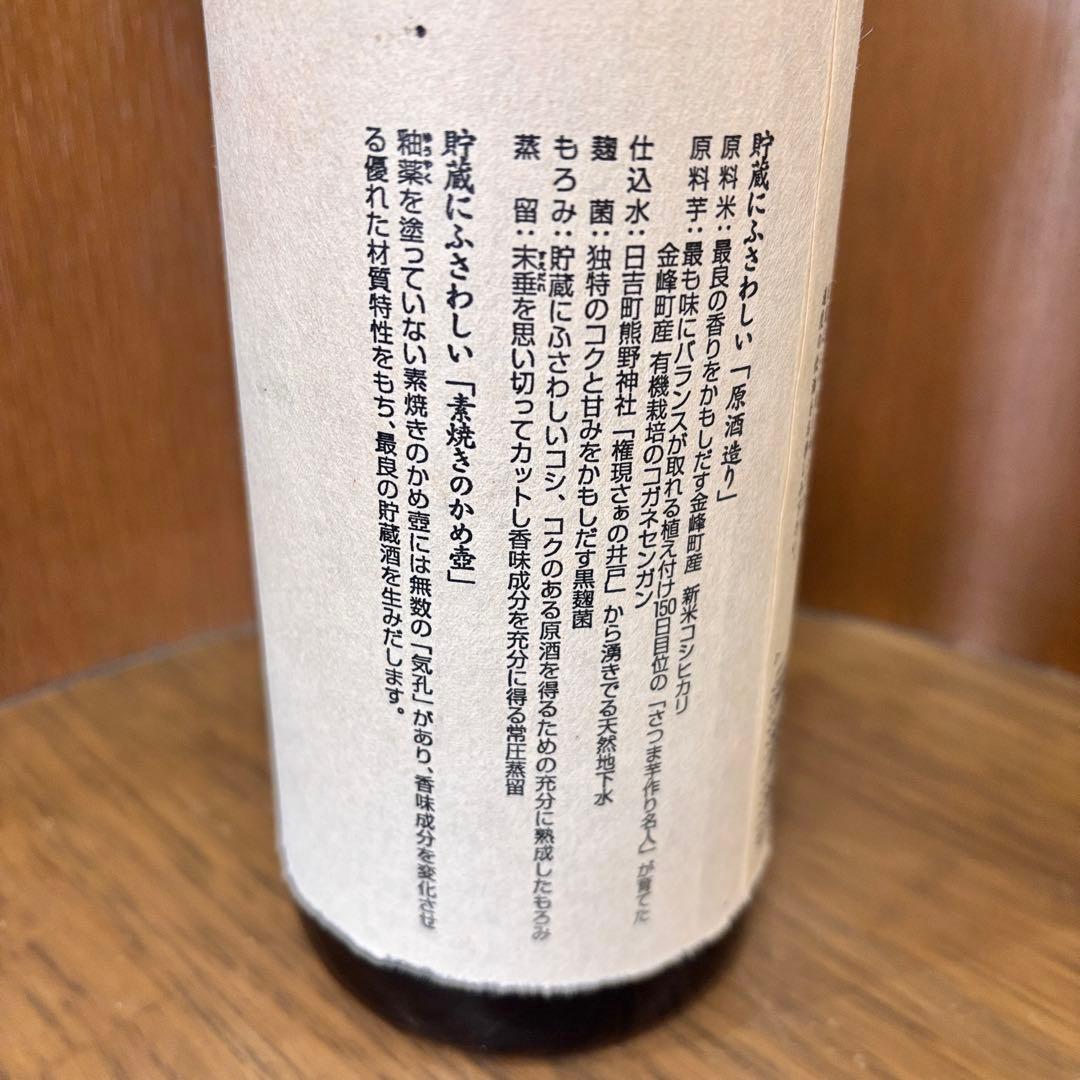 貯蔵にふさわしい「原酒造り」
原料米：最良の香りをかもしだす金峰町産 新米コシヒカリ
原料芋：最も味にバランスが取れる植え付け150日目位の「さつま芋作り名人」が育てた
金峰町産 有機栽培のコガネセンガン
仕込水：日吉町熊野神社「権現さぁの井戸」から湧きでる天然地下水
麹　菌：独特のコクと甘みをかもしだす黒麹菌
もろみ：貯蔵にふさわしいコシ、コクのある原酒を得るための充分に熟成したもろみ
蒸　留：末垂を思い切ってカットし香味成分を充分に得る常圧蒸留
すえだれ
貯蔵にふさわしい「素焼きのかめ壺」
釉薬を塗っていない素焼きのかめ壺には無数の「気孔」があり、香味成分を変化させ
ゆうやく
る優れた材質特性をもち、最良の貯蔵酒を生みだします。